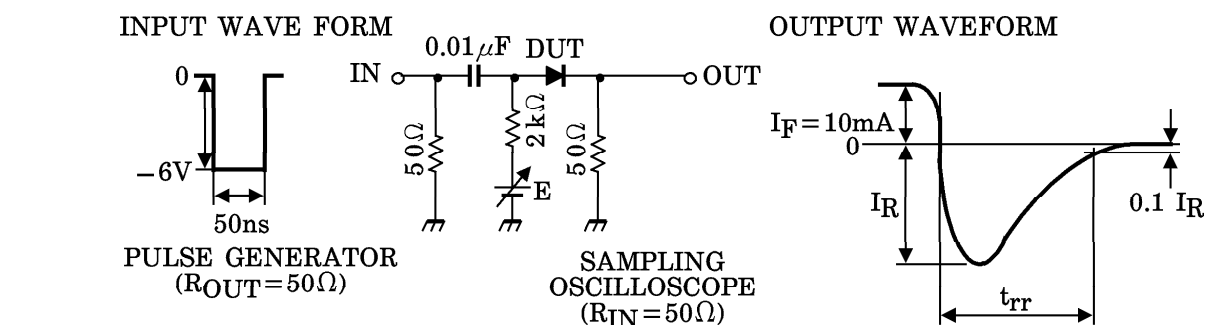 INPUT WAVE FORM
0
−6V
50ns
PULSE GENERATOR
(ROUT=50Ω)
0.01μF DUT
IN
OUT
50Ω
2kΩ
50Ω
E
SAMPLING
OSCILLOSCOPE
(RIN=50Ω)
OUTPUT WAVEFORM
IF=10mA
0
IR
0.1 IR
trr